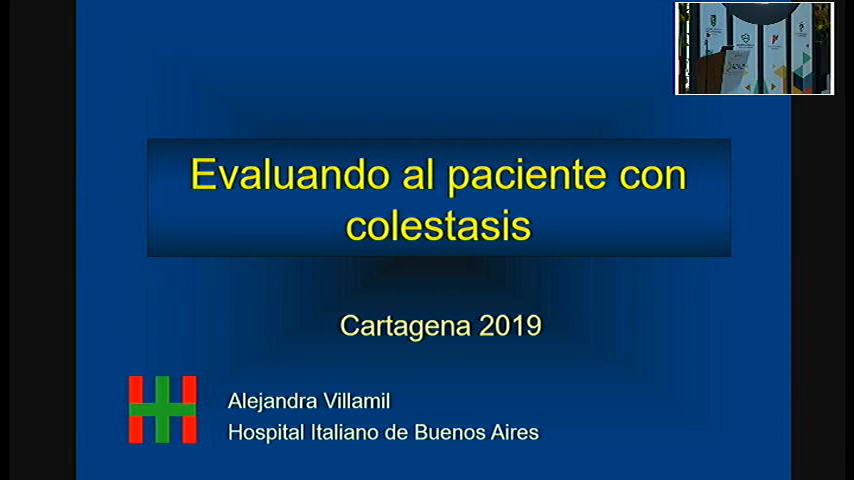 Evaluando al paciente con
colestasis
Cartagena 2019
Alejandra Villamil
Hospital Italiano de Buenos Aires